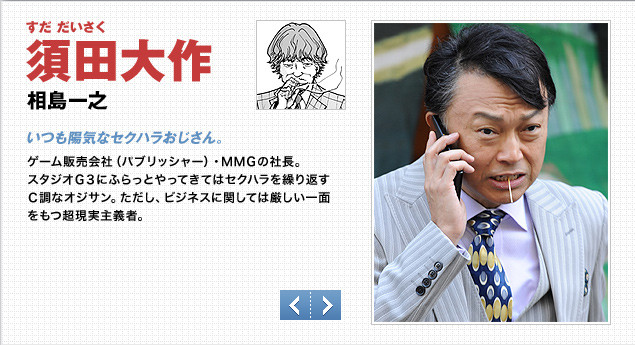 すだ だいさく
須田大作
相島一之
いつも陽気なセクハラおじさん。
ゲーム販売会社（パブリッシャー）・MMGの社長。
スタジオG3にふらっとやってきてはセクハラを繰り返す
C調なオジサン。ただし、ビジネスに関しては厳しい一面
をもつ超現実主義者。